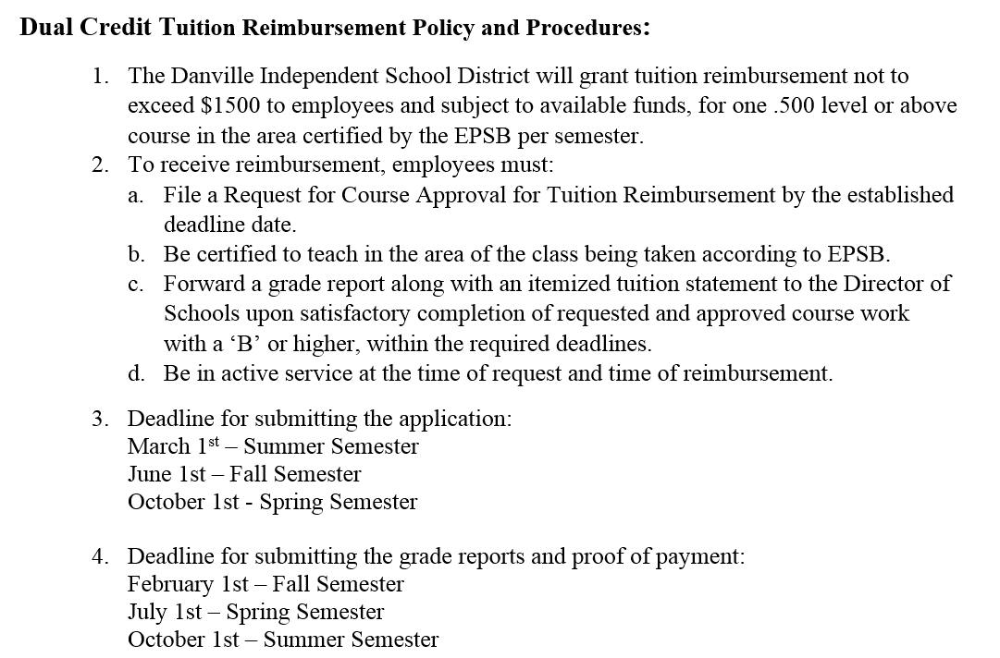 Dual Credit Tuition Reimbursement Policy and Procedures:
1. The Danville Independent School District will grant tuition reimbursement not to
exceed $1500 to employees and subject to available funds, for one .500 level or above
course in the area certified by the EPSB per semester.
2. To receive reimbursement, employees must:
a. File a Request for Course Approval for Tuition Reimbursement by the established
deadline date.
b. Be certified to teach in the area of the class being taken according to EPSB.
c. Forward a grade report along with an itemized tuition statement to the Director of
Schools upon satisfactory completion of requested and approved course work
with a ‘B’ or higher, within the required deadlines.
d. Be in active service at the time of request and time of reimbursement.
3. Deadline for submitting the application:
March 1st – Summer Semester
June 1st – Fall Semester
October 1st - Spring Semester
4. Deadline for submitting the grade reports and proof of payment:
February 1st – Fall Semester
July 1st – Spring Semester
October 1st – Summer Semester